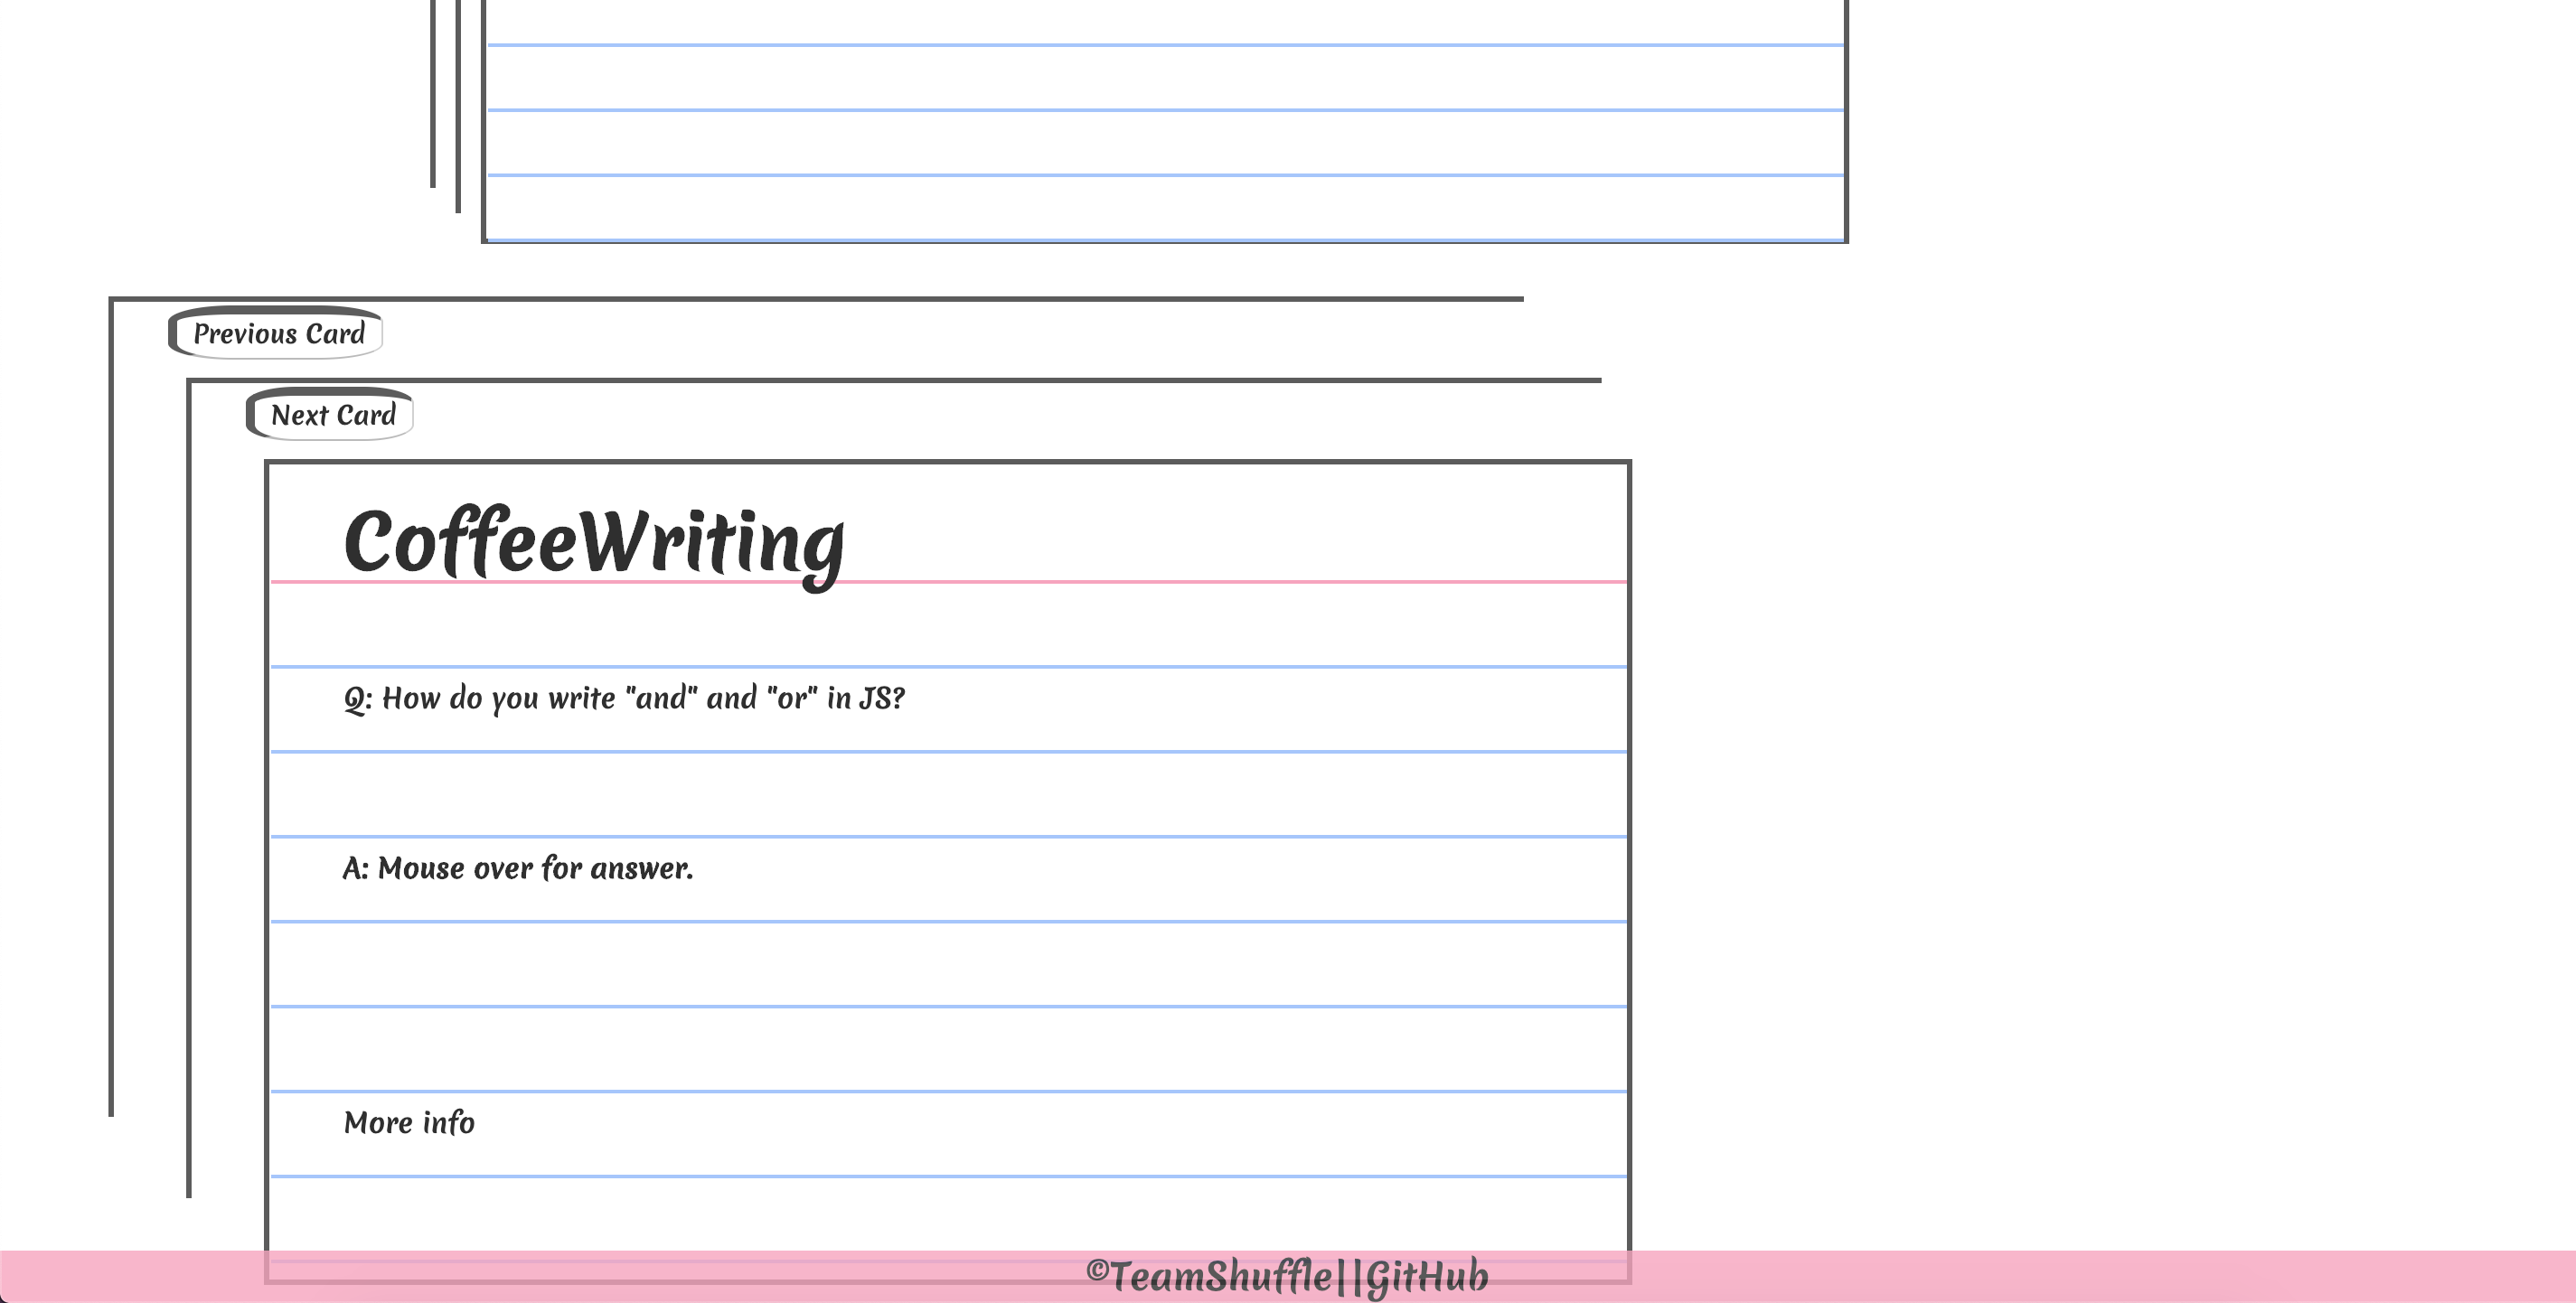 Previous Card
Next Card
CoffeeWriting
Q: How do you write "and" and "or" in JS?
A: Mouse over for answer.
More info
©TeamShuffle||GitHub